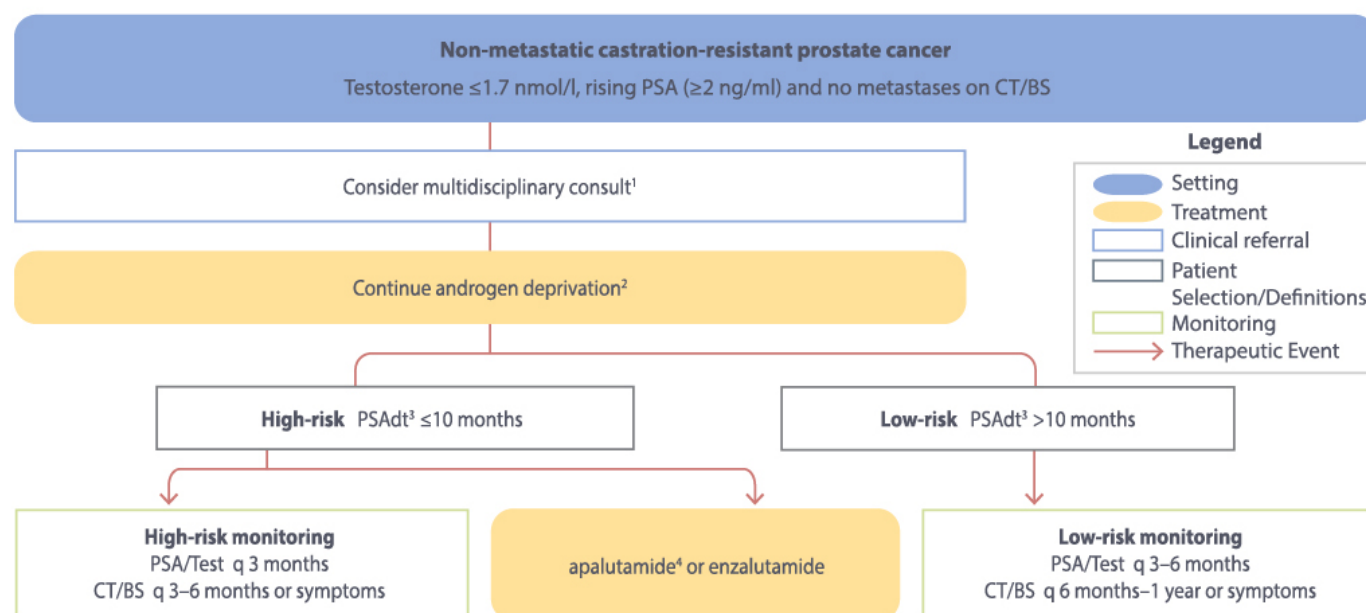 Non-metastatic castration-resistant prostate cancer
Testosterone ≤1.7 nmol/l, rising PSA (≥2 ng/ml) and no metastases on CT/BS
Legend
Setting
Treatment
Clinical referral
Patient
Selection/Definitions
Monitoring
Therapeutic Event
Consider multidisciplinary consult¹
Continue androgen deprivation²
High-risk PSAdt³ ≤10 months
Low-risk PSAdt³ >10 months
High-risk monitoring
PSA/Test q 3 months
CT/BS q 3–6 months or symptoms
apalutamide⁴ or enzalutamide
Low-risk monitoring
PSA/Test q 3–6 months
CT/BS q 6 months–1 year or symptoms